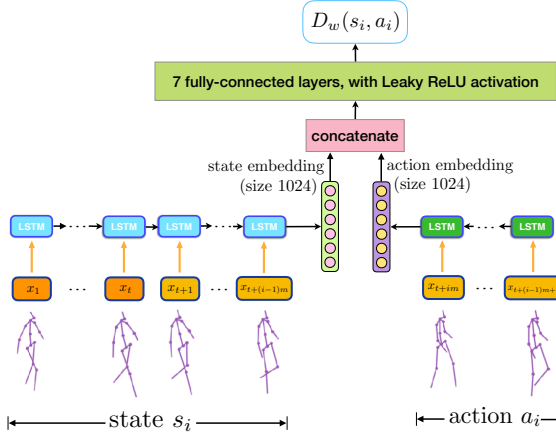 D_w(s_i, a_i)
7 fully-connected layers, with Leaky ReLU activation
concatenate
state embedding
(size 1024)
action embedding
(size 1024)
LSTM ... LSTM LSTM ... LSTM LSTM ... LSTM
x_1 ... x_t x_{t+1} ... x_{t+(i-1)m} x_{t+im} ... x_{t+(i-1)m+
state s_i
action a_i